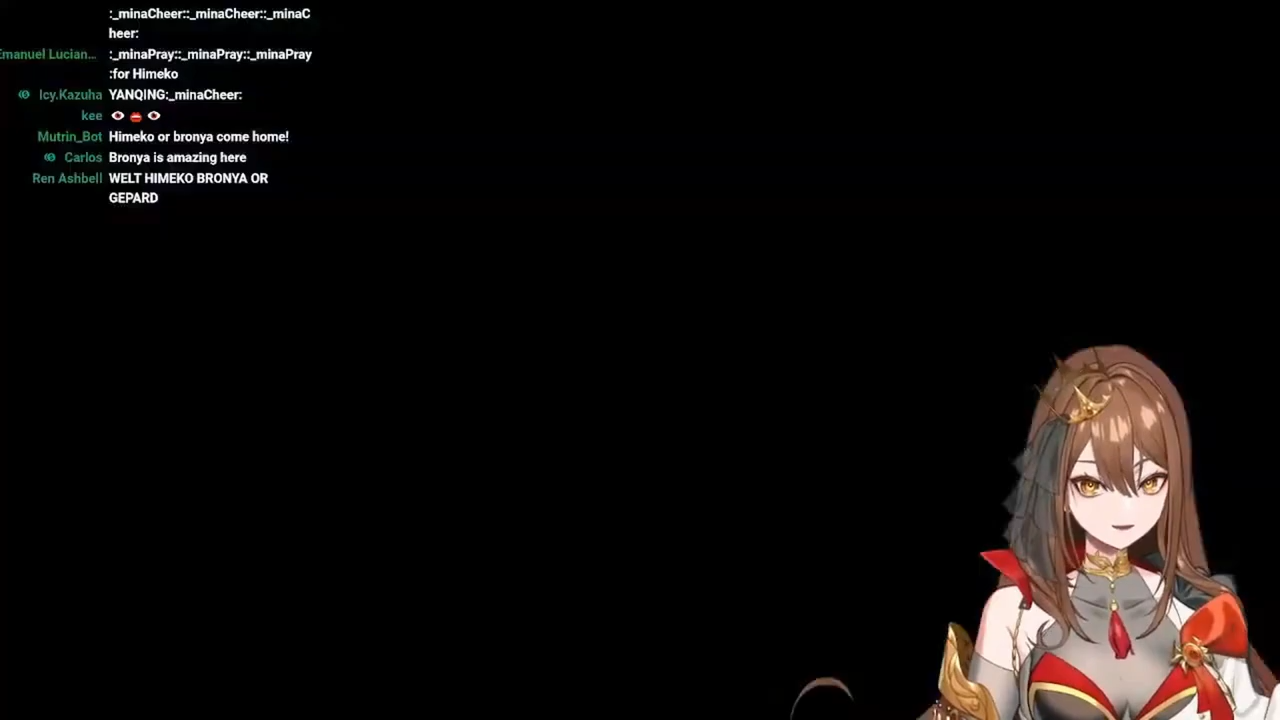 :_minaCheer::_minaCheer::_minaC
heer:
Emanuel Lucian... :_minaPray::_minaPray::_minaPray
:for Himeko
Icy.Kazuha YANQING:_minaCheer:
kee 👁👄👁
Mutrin_Bot Himeko or bronya come home!
Carlos Bronya is amazing here
Ren Ashbell WELT HIMEKO BRONYA OR
GEPARD